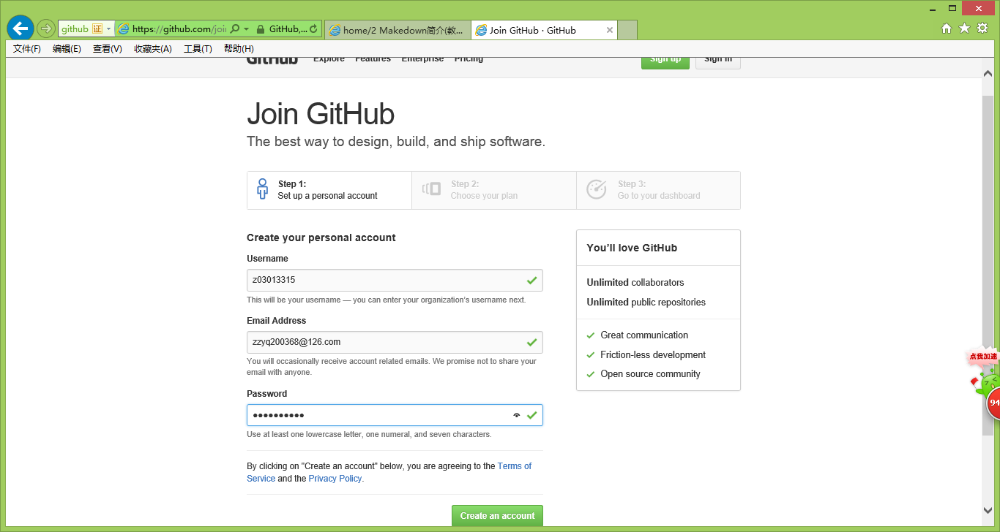 github 证 https://github.com/joi GitHub,... home/2 Makedown简介(教... Join GitHub · GitHub
文件(F) 编辑(E) 查看(V) 收藏夹(A) 工具(T) 帮助(H)
GitHub Explore Features Enterprise Pricing Sign up Sign in
Join GitHub
The best way to design, build, and ship software.
Step 1:
Set up a personal account
Step 2:
Choose your plan
Step 3:
Go to your dashboard
Create your personal account
Username
z03013315
This will be your username — you can enter your organization's username next.
Email Address
zzyq200368@126.com
You will occasionally receive account related emails. We promise not to share your
email with anyone.
Password
●●●●●●●●●●
Use at least one lowercase letter, one numeral, and seven characters.
By clicking on "Create an account" below, you are agreeing to the Terms of
Service and the Privacy Policy.
Create an account
You'll love GitHub
Unlimited collaborators
Unlimited public repositories
Great communication
Friction-less development
Open source community
点我加速
94